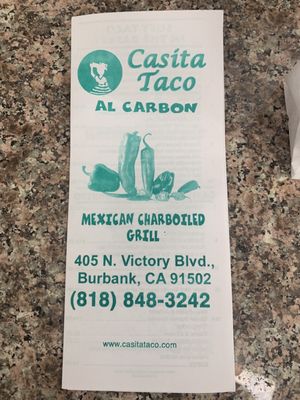 Casita
Taco
AL CARBON
MEXICAN CHARBOILED
GRILL
405 N. Victory Blvd.,
Burbank, CA 91502
(818) 848-3242
www.casitataco.com